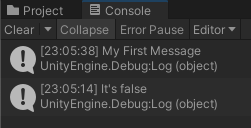 Project
Console
Clear
Collapse
Error Pause
Editor
[23:05:38] My First Message
UnityEngine.Debug:Log (object)
[23:05:14] It's false
UnityEngine.Debug:Log (object)